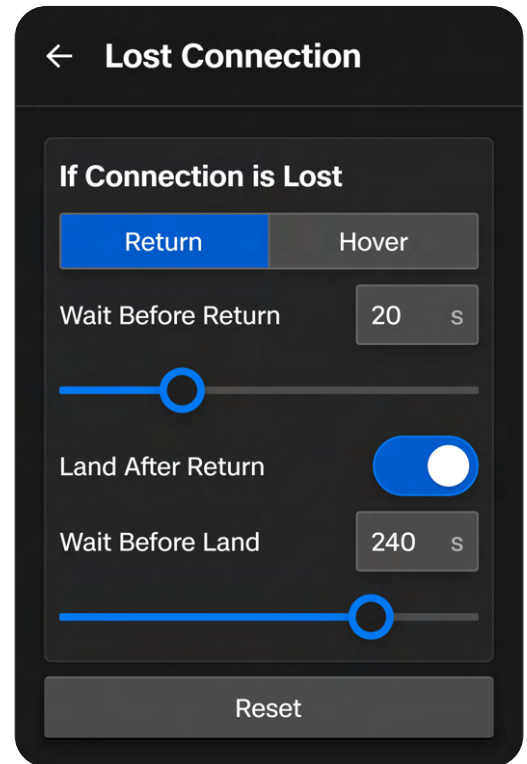 Lost Connection
If Connection is Lost
Return Hover
Wait Before Return 20 s
Land After Return
Wait Before Land 240 s
Reset